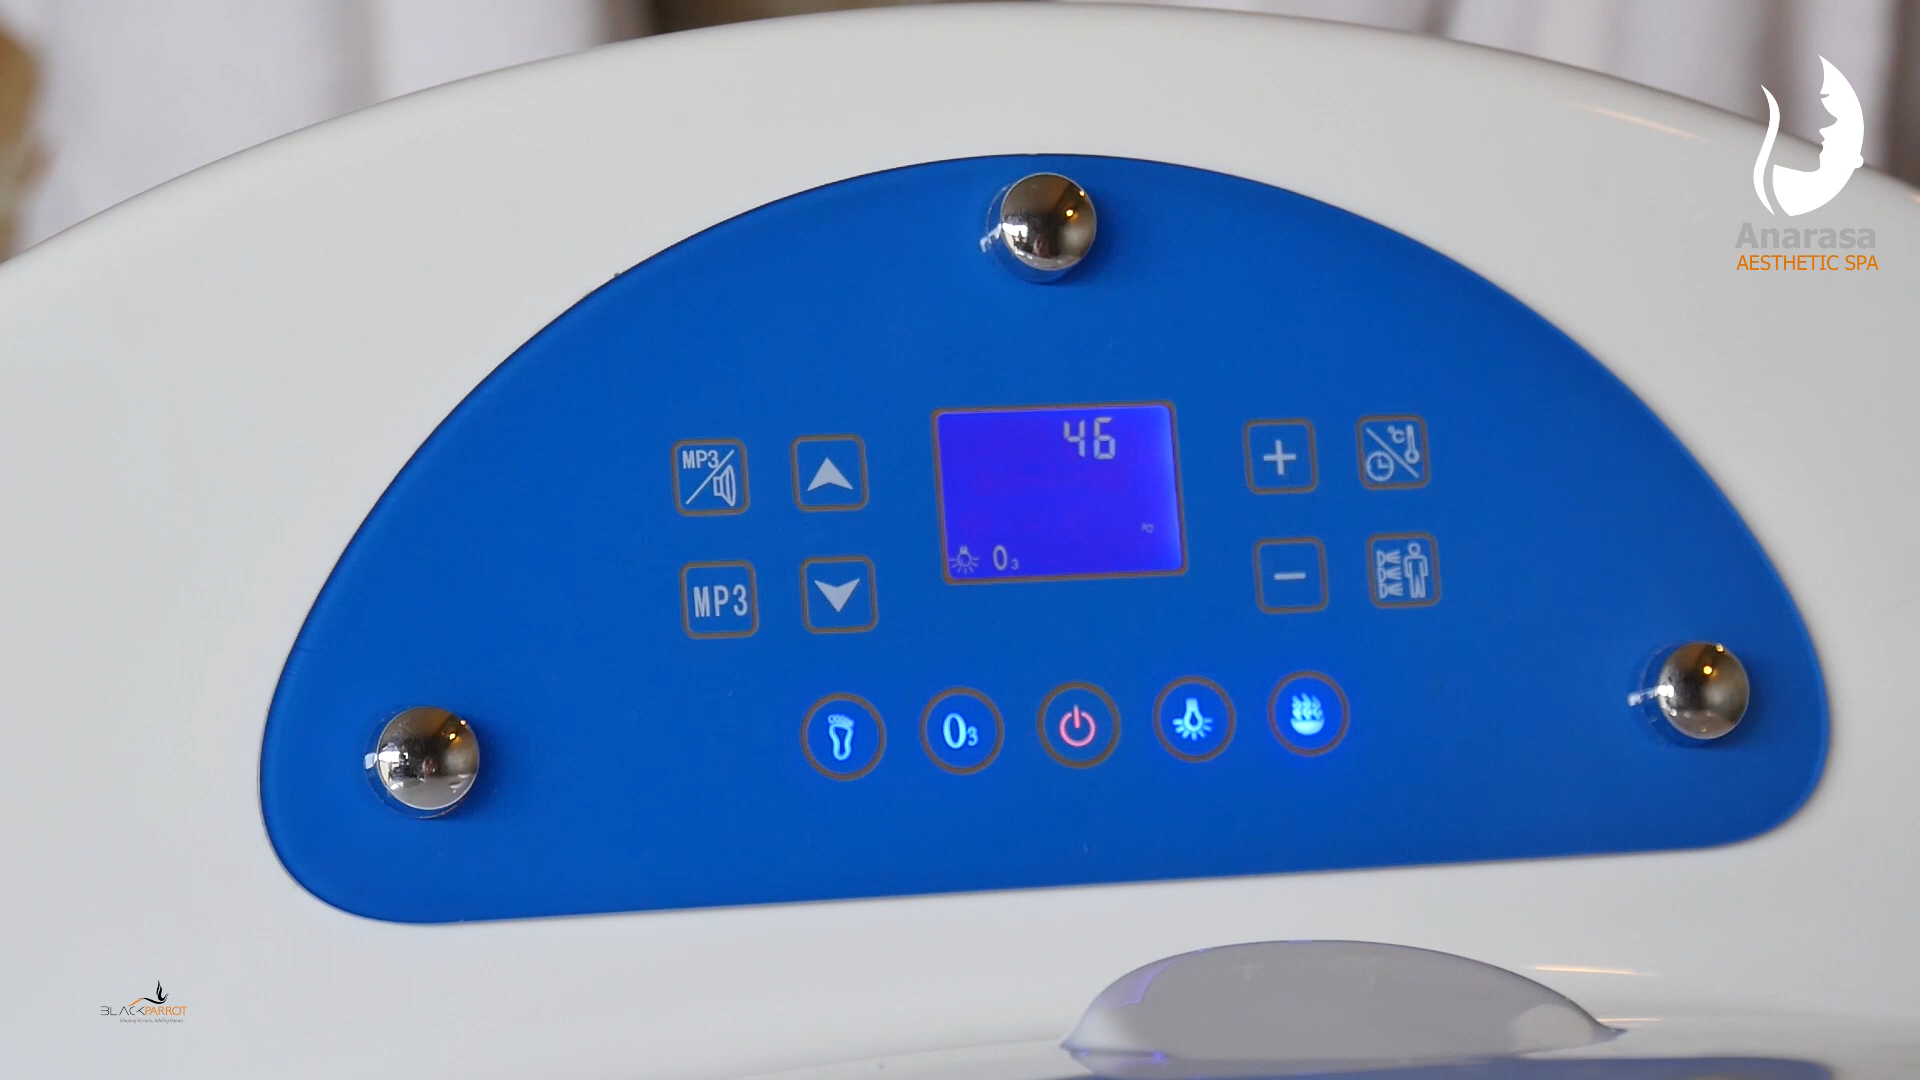 Anarasa
AESTHETIC SPA
46
MP3
°C
MP3
°C
O3
O3
BLACKPARROT